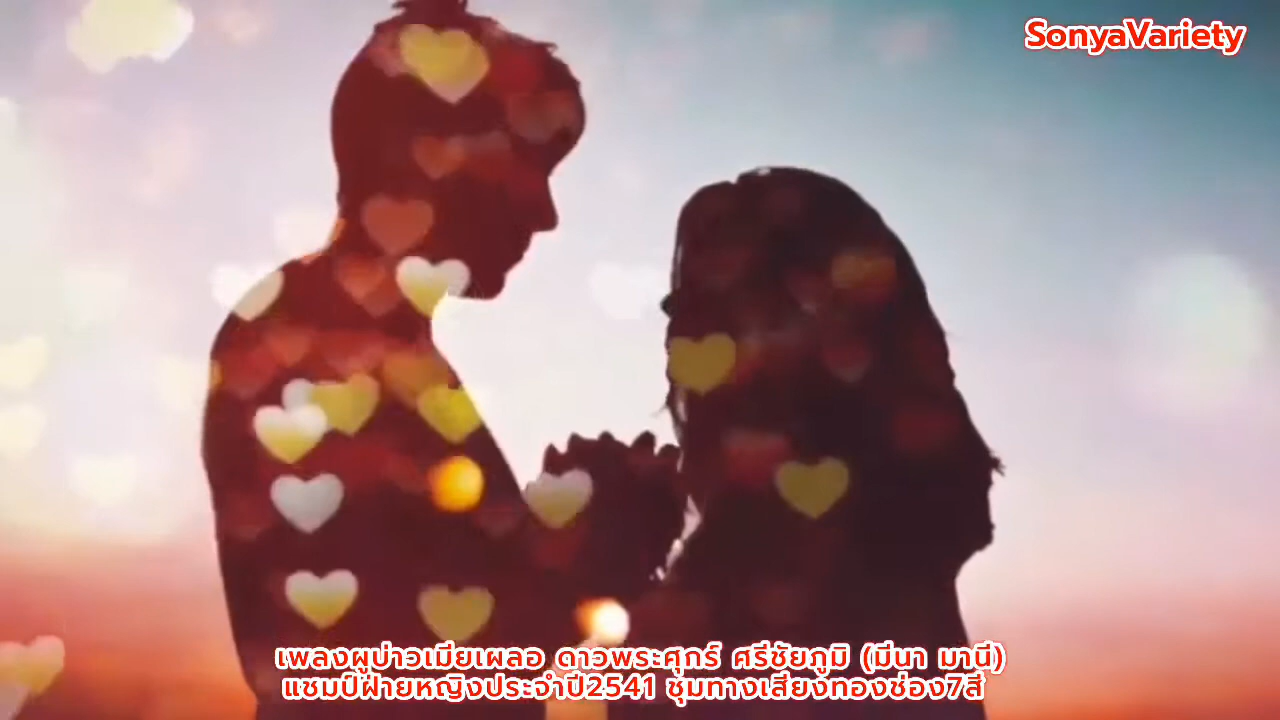 SonyaVariety
เพลงผูบ่าวเมียเผลอ ดาวพระศุกร์ ศรีชัยภูมิ (มีนา มานี)
แชมป์ฝ่ายหญิงประจำปี2541 ชุมทางเสียงทองช่อง7สี